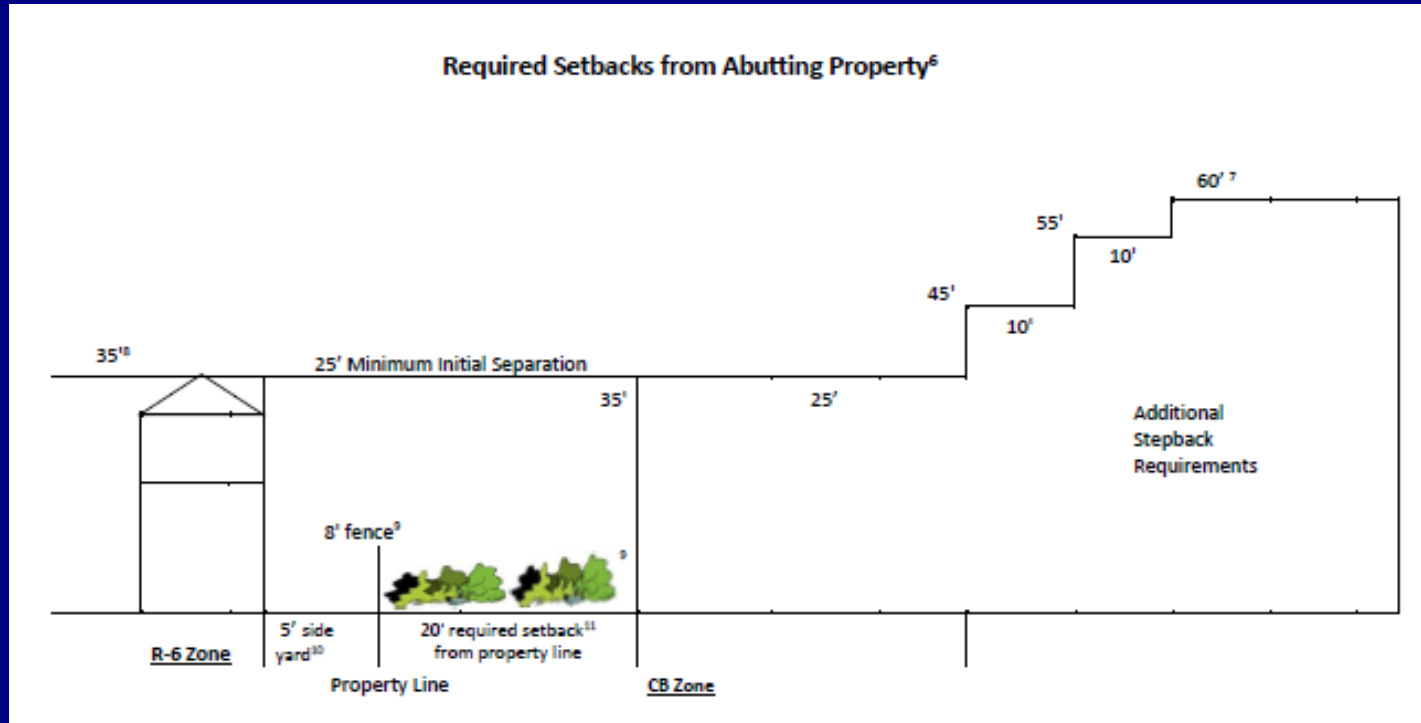 Required Setbacks from Abutting Property⁶
60' ⁷
55'
10'
45'
10'
35'⁸
25' Minimum Initial Separation
35'
25'
Additional
Stepback
Requirements
8' fence⁹
⁹
5' side
yard¹⁰
20' required setback¹¹
from property line
R-6 Zone
Property Line
CB Zone